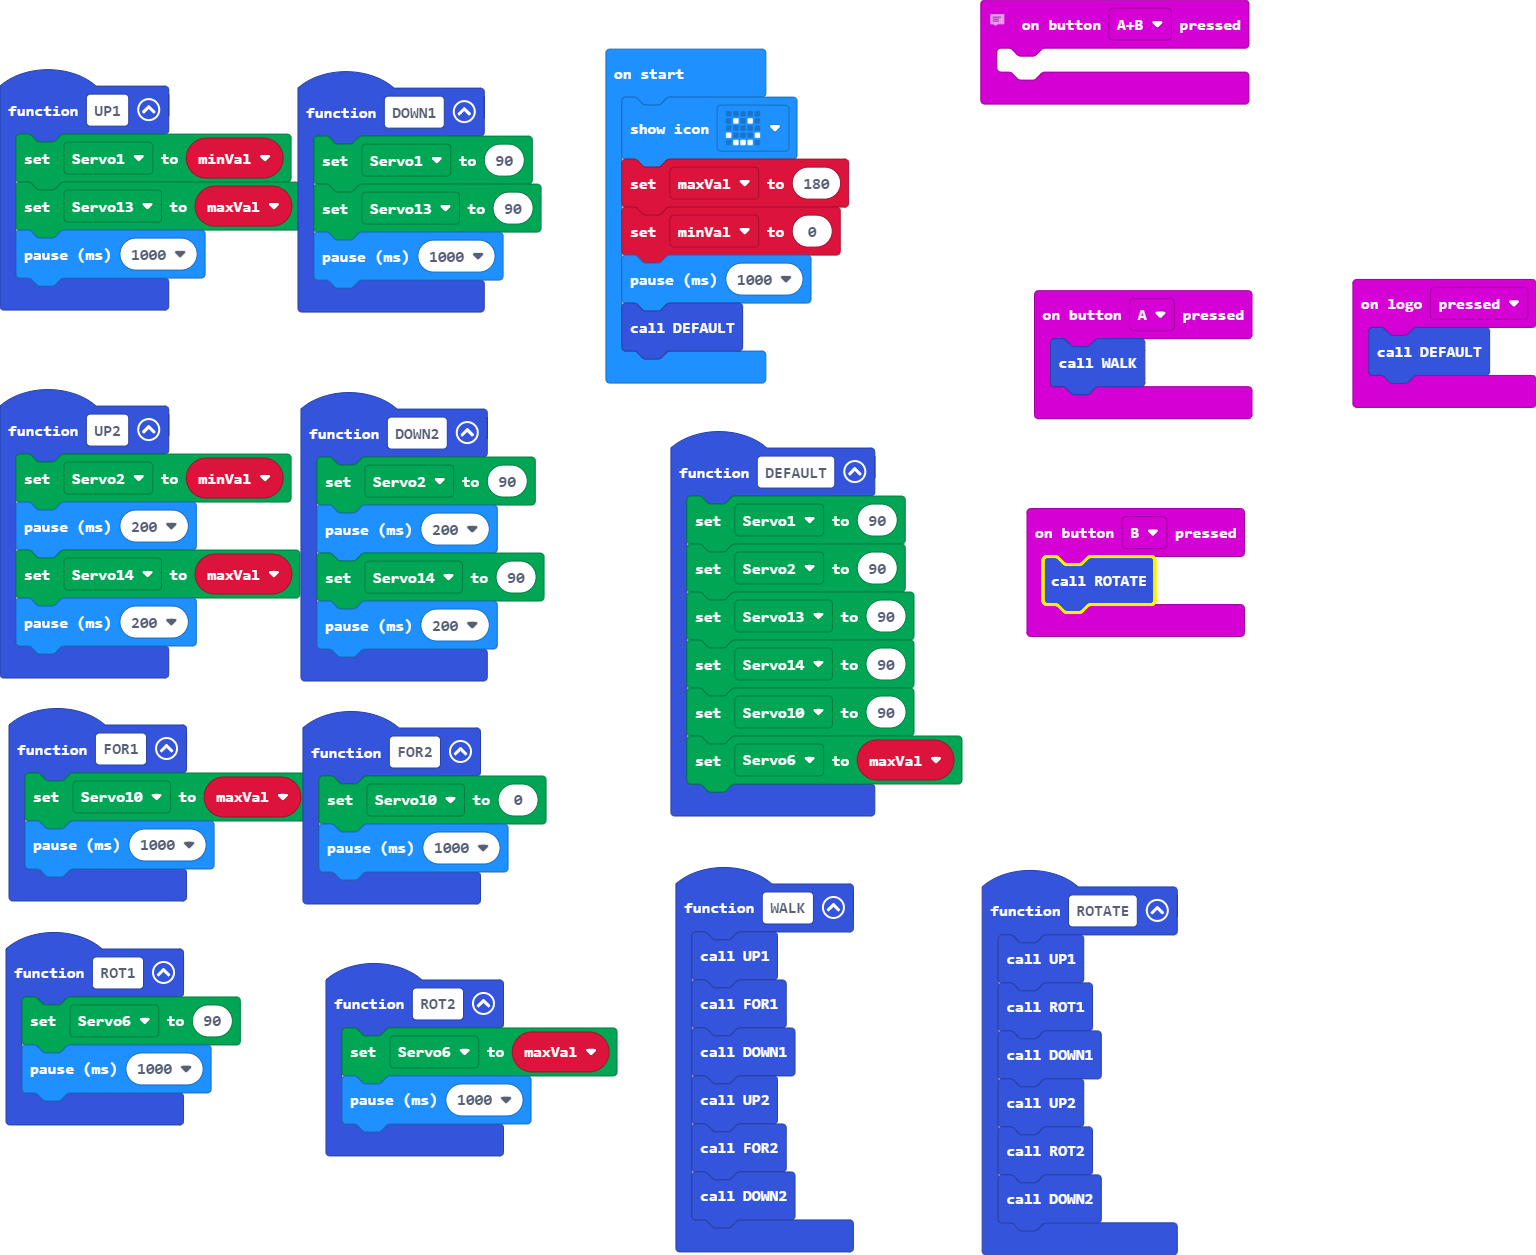 function UP1
set Servo1 to minVal
set Servo13 to maxVal
pause (ms) 1000
function DOWN1
set Servo1 to 90
set Servo13 to 90
pause (ms) 1000
on start
show icon
set maxVal to 180
set minVal to 0
pause (ms) 1000
call DEFAULT
on button A+B pressed
on button A pressed
call WALK
on logo pressed
call DEFAULT
function UP2
set Servo2 to minVal
pause (ms) 200
set Servo14 to maxVal
pause (ms) 200
function DOWN2
set Servo2 to 90
pause (ms) 200
set Servo14 to 90
pause (ms) 200
function DEFAULT
set Servo1 to 90
set Servo2 to 90
set Servo13 to 90
set Servo14 to 90
set Servo10 to 90
set Servo6 to maxVal
on button B pressed
call ROTATE
function FOR1
set Servo10 to maxVal
pause (ms) 1000
function FOR2
set Servo10 to 0
pause (ms) 1000
function ROT1
set Servo6 to 90
pause (ms) 1000
function ROT2
set Servo6 to maxVal
pause (ms) 1000
function WALK
call UP1
call FOR1
call DOWN1
call UP2
call FOR2
call DOWN2
function ROTATE
call UP1
call ROT1
call DOWN1
call UP2
call ROT2
call DOWN2